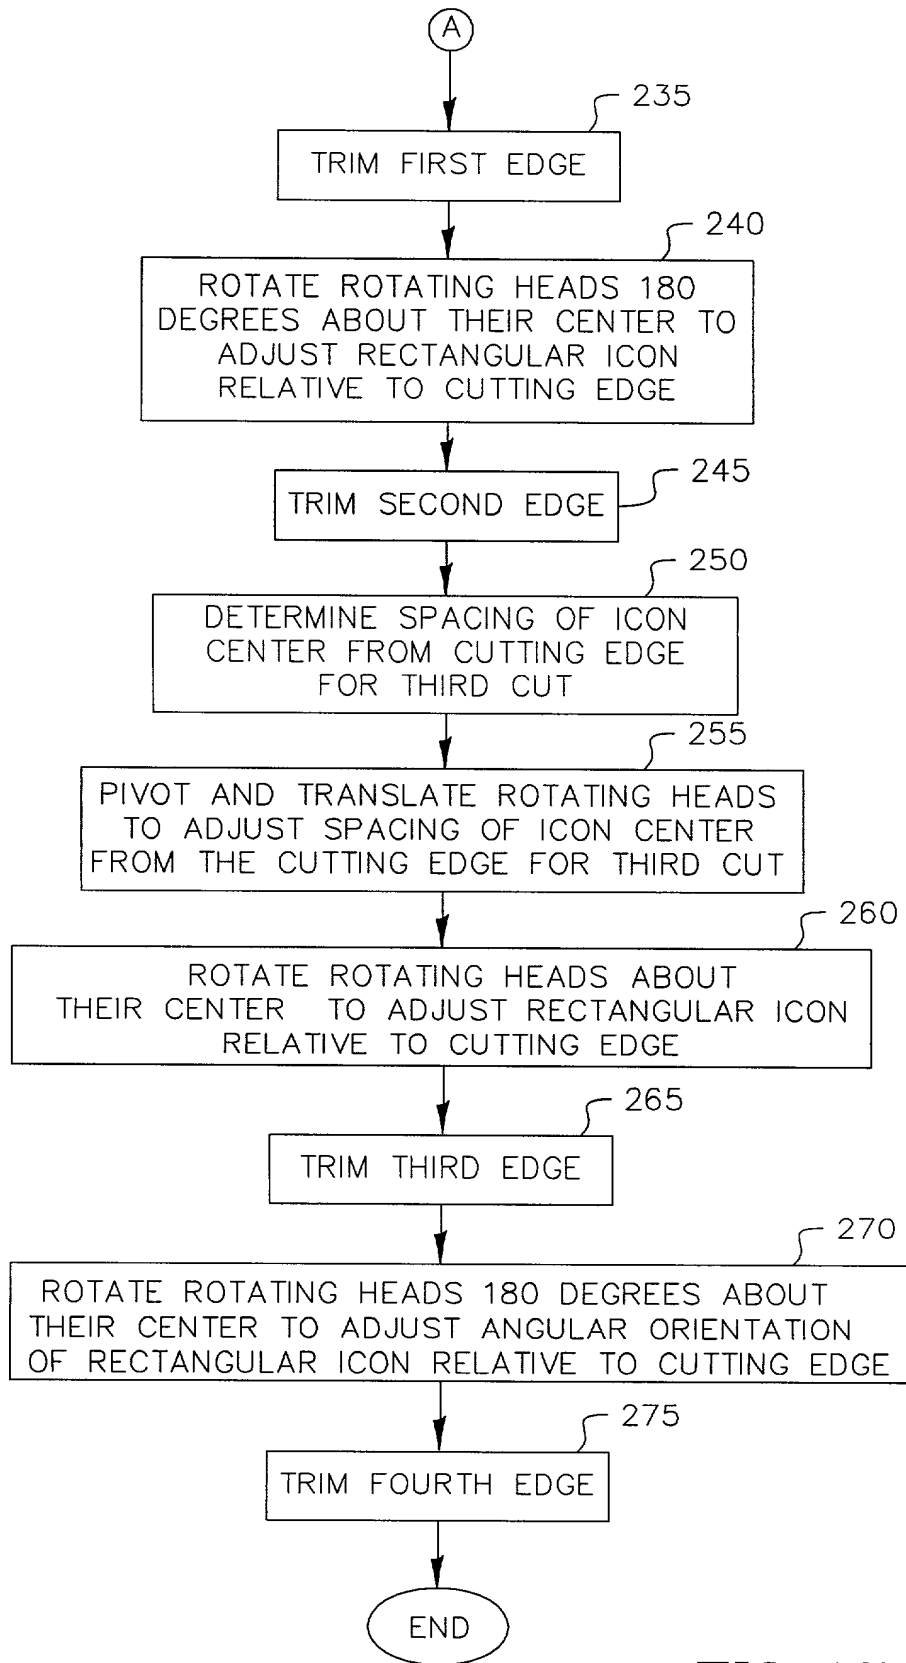 A
235
TRIM FIRST EDGE
240
ROTATE ROTATING HEADS 180
DEGREES ABOUT THEIR CENTER TO
ADJUST RECTANGULAR ICON
RELATIVE TO CUTTING EDGE
245
TRIM SECOND EDGE
250
DETERMINE SPACING OF ICON
CENTER FROM CUTTING EDGE
FOR THIRD CUT
255
PIVOT AND TRANSLATE ROTATING HEADS
TO ADJUST SPACING OF ICON CENTER
FROM THE CUTTING EDGE FOR THIRD CUT
260
ROTATE ROTATING HEADS ABOUT
THEIR CENTER TO ADJUST RECTANGULAR ICON
RELATIVE TO CUTTING EDGE
265
TRIM THIRD EDGE
270
ROTATE ROTATING HEADS 180 DEGREES ABOUT
THEIR CENTER TO ADJUST ANGULAR ORIENTATION
OF RECTANGULAR ICON RELATIVE TO CUTTING EDGE
275
TRIM FOURTH EDGE
END